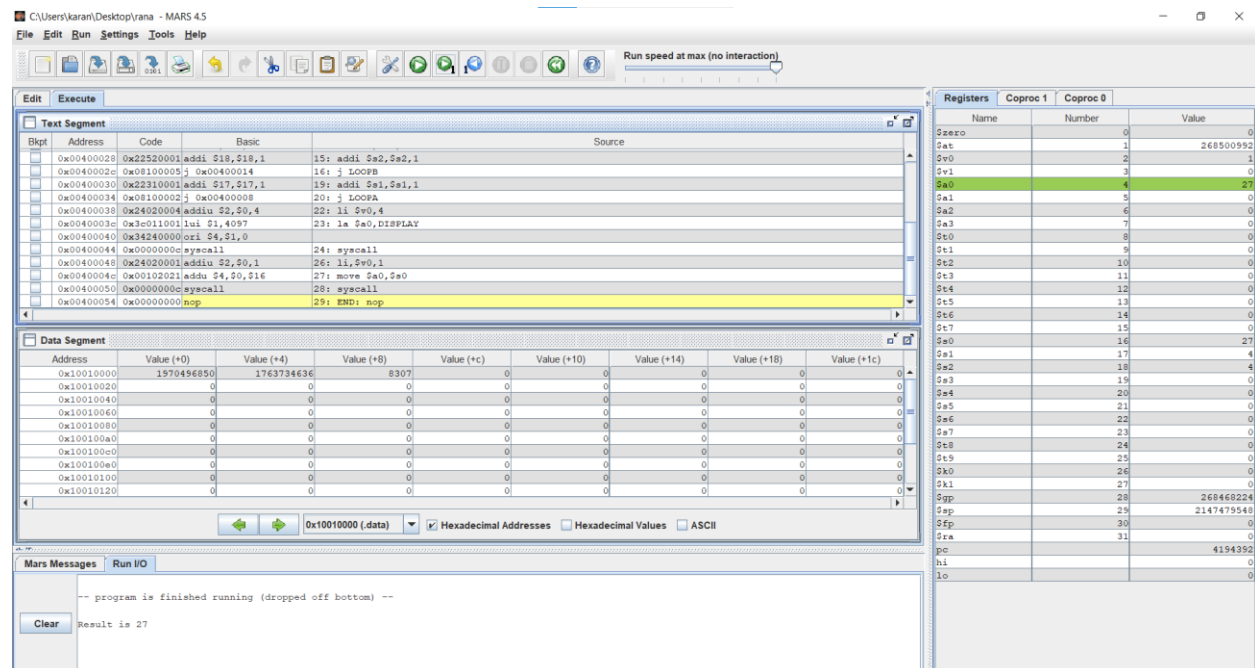 C:\Users\karan\Desktop\rana - MARS 4.5
File Edit Run Settings Tools Help
Run speed at max (no interaction)
Edit Execute
Text Segment
Bkpt Address Code Basic Source
0x00400028 0x22520001 addi $18,$18,1 15: addi $s2,$s2,1
0x0040002c 0x08100005 j 0x00400014 16: j LOOPB
0x00400030 0x22310001 addi $17,$17,1 19: addi $s1,$s1,1
0x00400034 0x08100002 j 0x00400008 20: j LOOPA
0x00400038 0x24020004 addiu $2,$0,4 22: li $v0,4
0x0040003c 0x3c011001 lui $1,4097 23: la $a0,DISPLAY
0x00400040 0x34240000 ori $4,$1,0
0x00400044 0x0000000c syscall 24: syscall
0x00400048 0x24020001 addiu $2,$0,1 26: li,$v0,1
0x0040004c 0x00102021 addu $4,$0,$16 27: move $a0,$s0
0x00400050 0x0000000c syscall 28: syscall
0x00400054 0x00000000 nop 29: END: nop
Data Segment
Address Value (+0) Value (+4) Value (+8) Value (+c) Value (+10) Value (+14) Value (+18) Value (+1c)
0x10010000 1970496850 1763734636 8307 0 0 0 0 0
0x10010020 0 0 0 0 0 0 0 0
0x10010040 0 0 0 0 0 0 0 0
0x10010060 0 0 0 0 0 0 0 0
0x10010080 0 0 0 0 0 0 0 0
0x100100a0 0 0 0 0 0 0 0 0
0x100100c0 0 0 0 0 0 0 0 0
0x100100e0 0 0 0 0 0 0 0 0
0x10010100 0 0 0 0 0 0 0 0
0x10010120 0 0 0 0 0 0 0 0
0x10010000 (.data) Hexadecimal Addresses Hexadecimal Values ASCII
Mars Messages Run I/O
-- program is finished running (dropped off bottom) --
Clear
Result is 27
Registers Coproc 1 Coproc 0
Name Number Value
$zero 0 0
$at 1 268500992
$v0 2 1
$v1 3 0
$a0 4 27
$a1 5 0
$a2 6 0
$a3 7 0
$t0 8 0
$t1 9 0
$t2 10 0
$t3 11 0
$t4 12 0
$t5 13 0
$t6 14 0
$t7 15 0
$s0 16 27
$s1 17 4
$s2 18 4
$s3 19 0
$s4 20 0
$s5 21 0
$s6 22 0
$s7 23 0
$t8 24 0
$t9 25 0
$k0 26 0
$k1 27 0
$gp 28 268468224
$sp 29 2147479548
$fp 30 0
$ra 31 0
pc 4194392
hi 0
lo 0